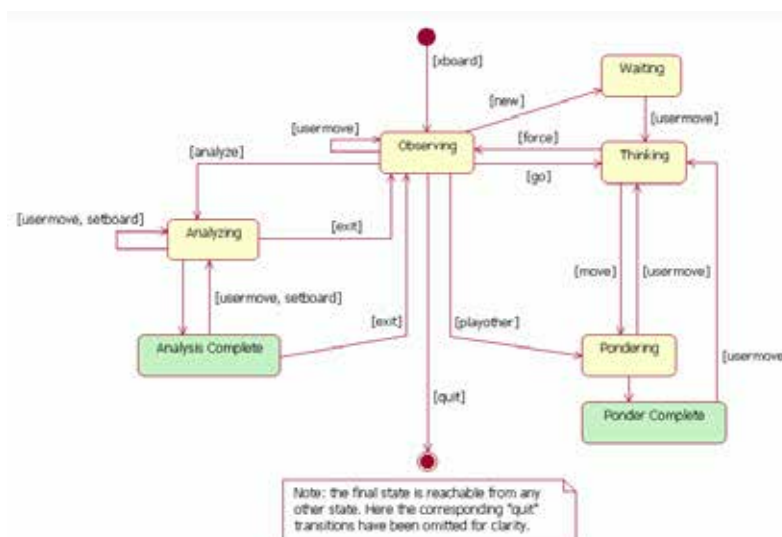 [xboard]
Waiting
[new]
[usermove]
[usermove]
Observing
[force]
[analyze]
Thinking
[go]
[usermove, setboard]
Analyzing
[exit]
[move]
[usermove]
[usermove, setboard]
[exit]
[playother]
Analysis Complete
Pondering
[usermove
[quit]
Ponder Complete
Note: the final state is reachable from any
other state. Here the corresponding "quit"
transitions have been omitted for clarity.